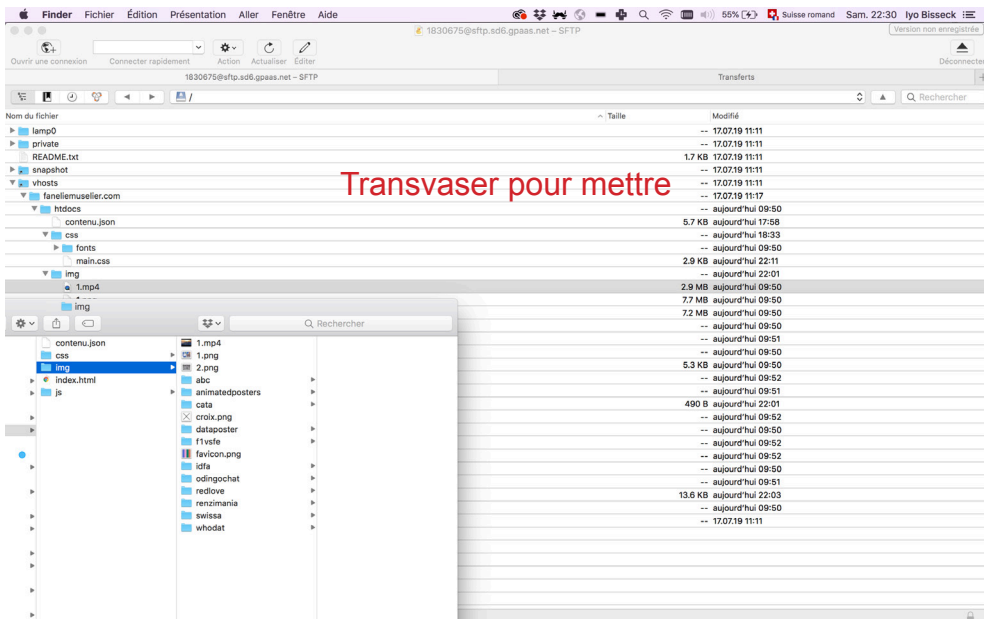 Finder Fichier Édition Présentation Aller Fenêtre Aide 55% Suisse romand Sam. 22:30 Iyo Bisseck
1830675@sftp.sd6.gpaas.net – SFTP
Version non enregistrée
Ouvrir une connexion Connecter rapidement Action Actualiser Éditer Déconnecter
1830675@sftp.sd6.gpaas.net – SFTP Transferts
/ Rechercher
Nom du fichier Taille Modifié
lamp0 -- 17.07.19 11:11
private -- 17.07.19 11:11
README.txt 1.7 KB 17.07.19 11:11
snapshot -- 17.07.19 11:11
vhosts -- 17.07.19 11:11
Transvaser pour mettre
faneliemuselier.com -- 17.07.19 11:17
htdocs -- aujourd'hui 09:50
contenu.json 5.7 KB aujourd'hui 17:58
css -- aujourd'hui 18:33
fonts -- aujourd'hui 09:50
main.css 2.9 KB aujourd'hui 22:11
img -- aujourd'hui 22:01
1.mp4 2.9 MB aujourd'hui 09:50
7.7 MB aujourd'hui 09:50
7.2 MB aujourd'hui 09:50
-- aujourd'hui 09:50
-- aujourd'hui 09:51
-- aujourd'hui 09:50
5.3 KB aujourd'hui 09:50
-- aujourd'hui 09:52
-- aujourd'hui 09:51
490 B aujourd'hui 22:01
-- aujourd'hui 09:52
-- aujourd'hui 09:50
-- aujourd'hui 09:52
-- aujourd'hui 09:52
-- aujourd'hui 09:50
-- aujourd'hui 09:51
13.6 KB aujourd'hui 22:03
-- aujourd'hui 09:50
-- 17.07.19 11:11
img
Rechercher
contenu.json
css
img
index.html
js
1.mp4
1.png
2.png
abc
animatedposters
cata
croix.png
dataposter
f1vsfe
favicon.png
idfa
odingochat
redlove
renzimania
swissa
whodat